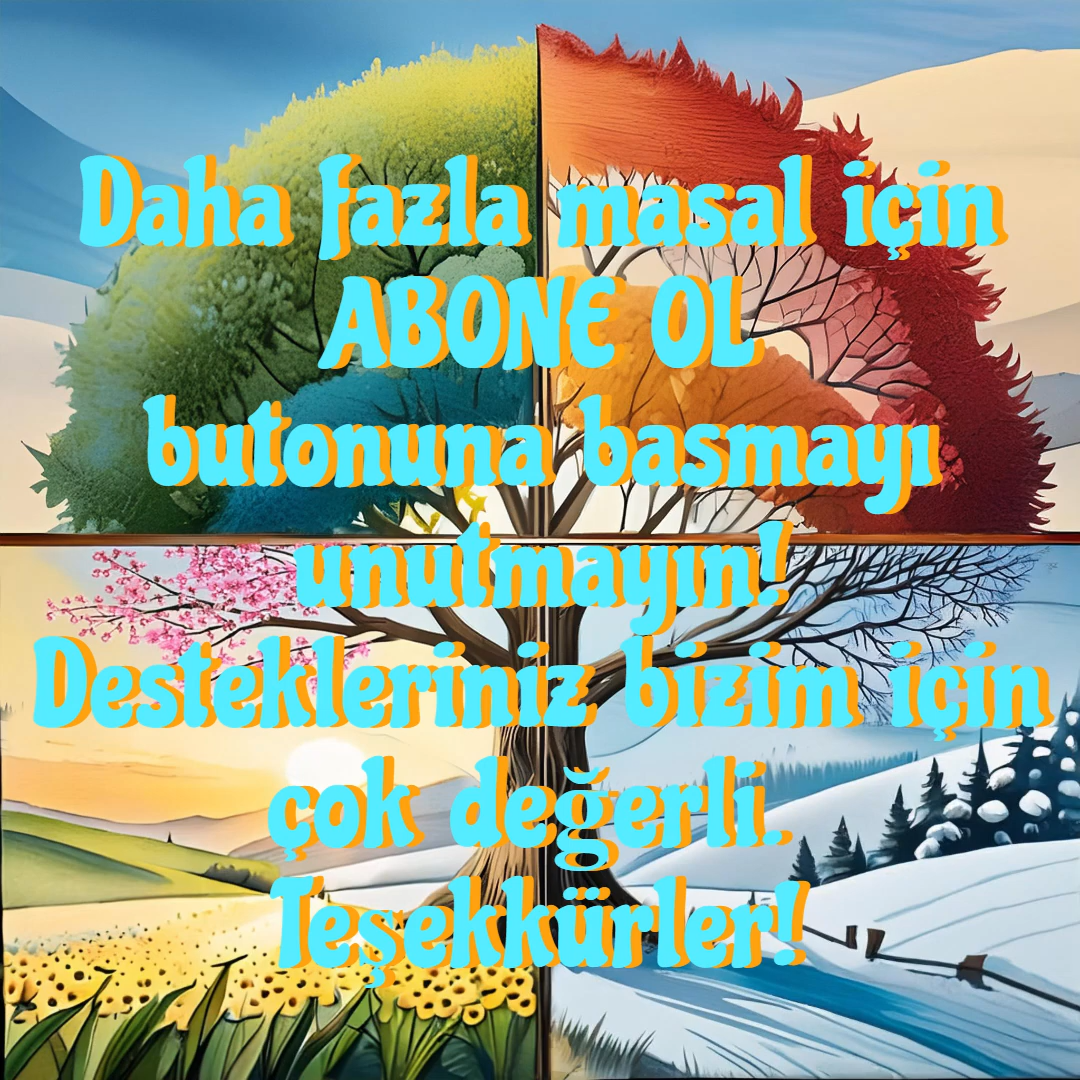 Daha fazla masal için
ABONE OL
butonuna basmayı
unutmayın!
Destekleriniz bizim için
çok değerli.
Teşekkürler!